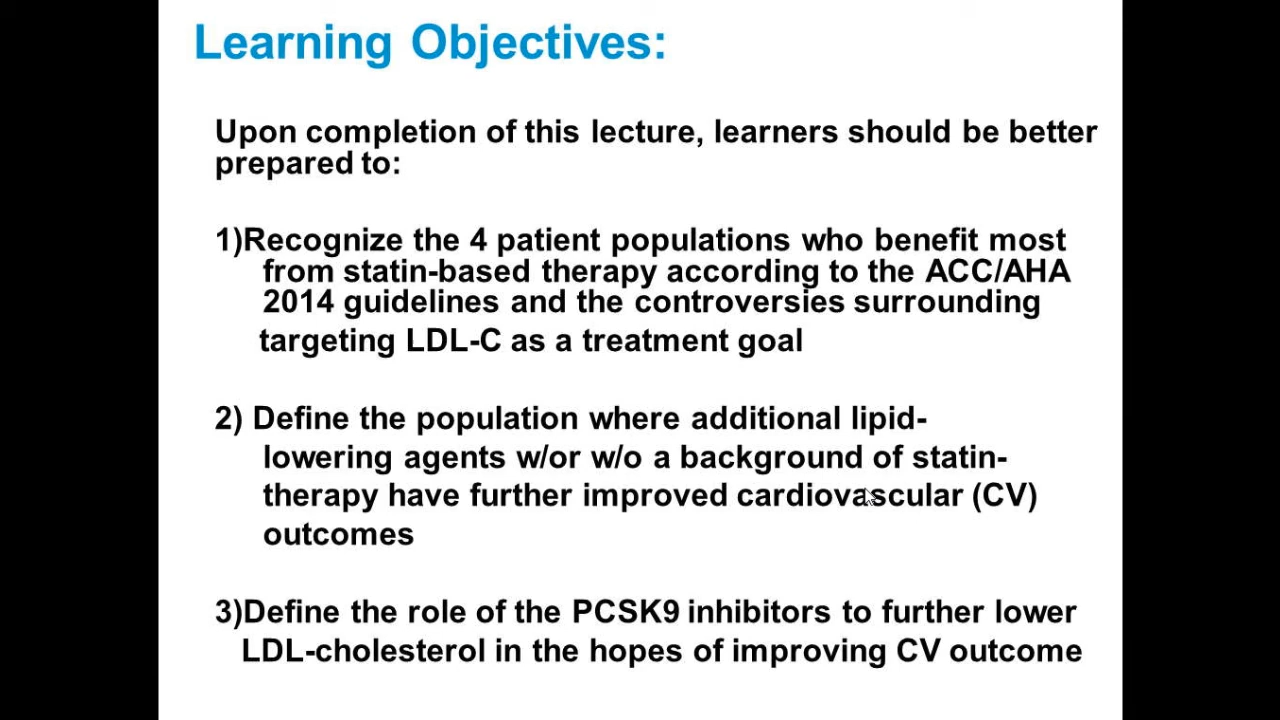 Learning Objectives:
Upon completion of this lecture, learners should be better
prepared to:
1)Recognize the 4 patient populations who benefit most
from statin-based therapy according to the ACC/AHA
2014 guidelines and the controversies surrounding
targeting LDL-C as a treatment goal
2) Define the population where additional lipid-
lowering agents w/or w/o a background of statin-
therapy have further improved cardiovascular (CV)
outcomes
3)Define the role of the PCSK9 inhibitors to further lower
LDL-cholesterol in the hopes of improving CV outcome